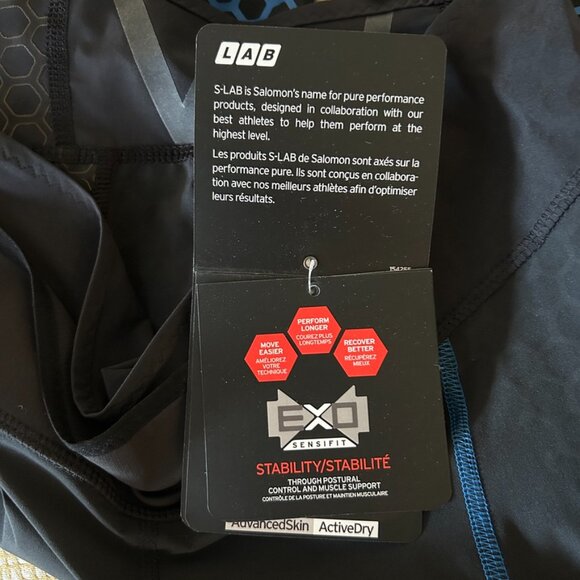 LAB
S-LAB is Salomon's name for pure performance
products, designed in collaboration with our
best athletes to help them perform at the
highest level.
Les produits S-LAB de Salomon sont axés sur la
performance pure. Ils sont conçus en collabora-
tion avec nos meilleurs athlètes afin d'optimiser
leurs résultats.
PERFORM
LONGER
COUREZ PLUS
LONGTEMPS
MOVE
EASIER
AMÉLIOREZ
VOTRE
TECHNIQUE
RECOVER
BETTER
RÉCUPÉREZ
MIEUX
EXO
SENSIFIT
STABILITY/STABILITÉ
THROUGH POSTURAL
CONTROL AND MUSCLE SUPPORT
CONTRÔLE DE LA POSTURE ET MAINTIEN MUSCULAIRE
AdvancedSkin ActiveDry